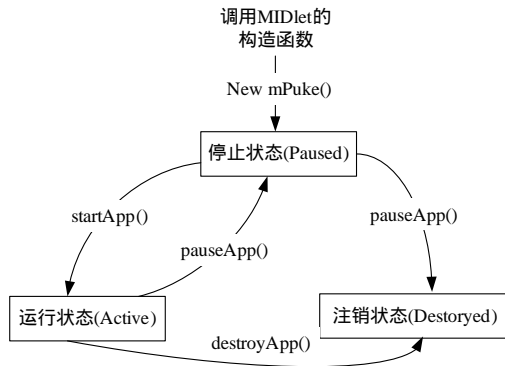 调用MIDlet的
构造函数
New mPuke()
停止状态(Paused)
startApp()
pauseApp()
pauseApp()
运行状态(Active)
注销状态(Destoryed)
destroyApp()